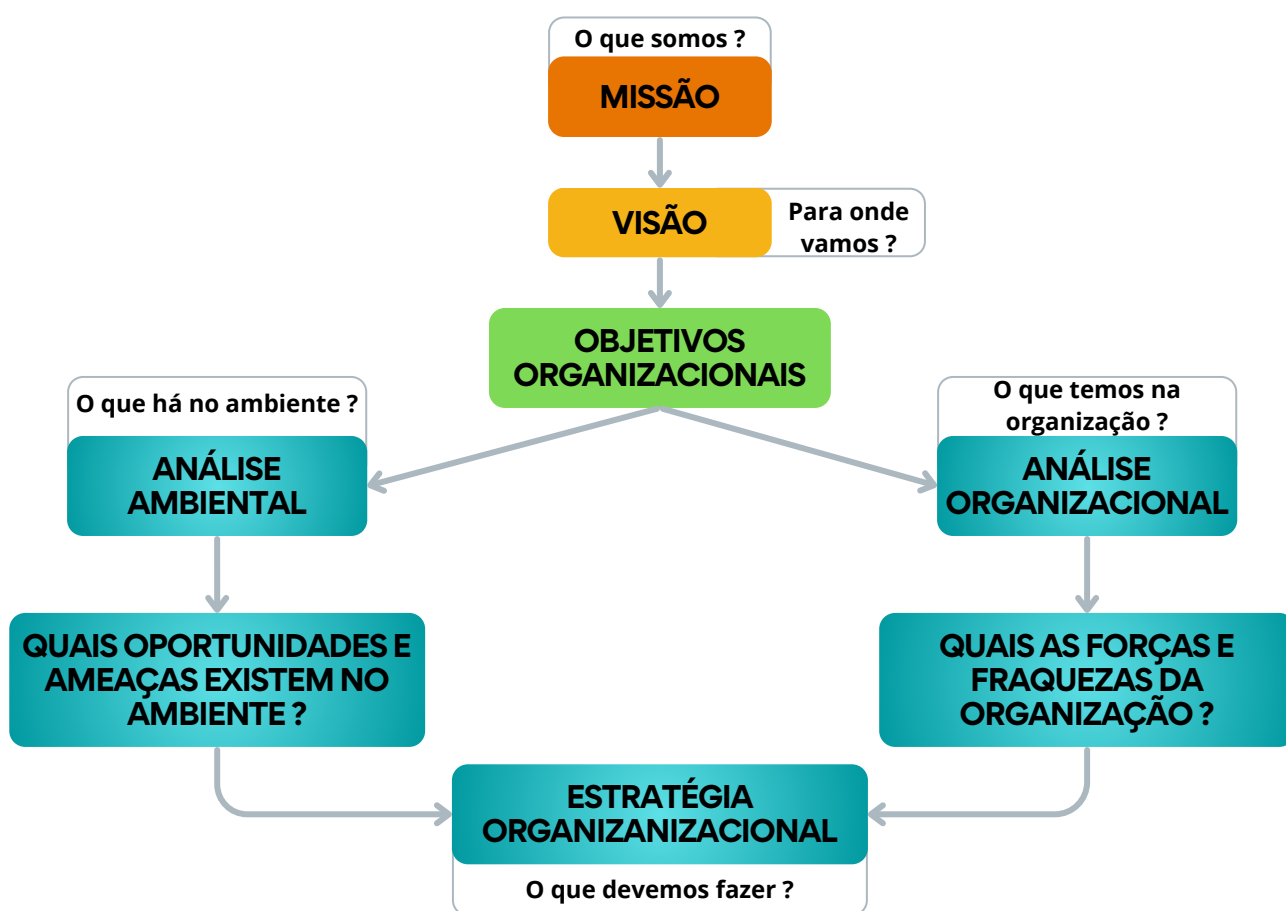 O que somos ?
MISSÃO
VISÃO
Para onde
vamos ?
OBJETIVOS
ORGANIZACIONAIS
O que há no ambiente ?
ANÁLISE
AMBIENTAL
O que temos na
organização ?
ANÁLISE
ORGANIZACIONAL
QUAIS OPORTUNIDADES E
AMEAÇAS EXISTEM NO
AMBIENTE ?
QUAIS AS FORÇAS E
FRAQUEZAS DA
ORGANIZAÇÃO ?
ESTRATÉGIA
ORGANIZANIZACIONAL
O que devemos fazer ?